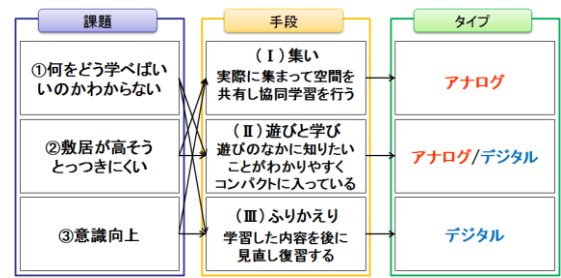 課題
手段
タイプ
①何をどう学べばい
いのかわからない
②敷居が高そう
とっつきにくい
③意識向上
(Ⅰ)集い
実際に集まって空間を
共有し協同学習を行う
(Ⅱ)遊びと学び
遊びのなかに知りたい
ことがわかりやすく
コンパクトに入っている
(Ⅲ)ふりかえり
学習した内容を後に
見直し復習する
アナログ
アナログ/デジタル
デジタル